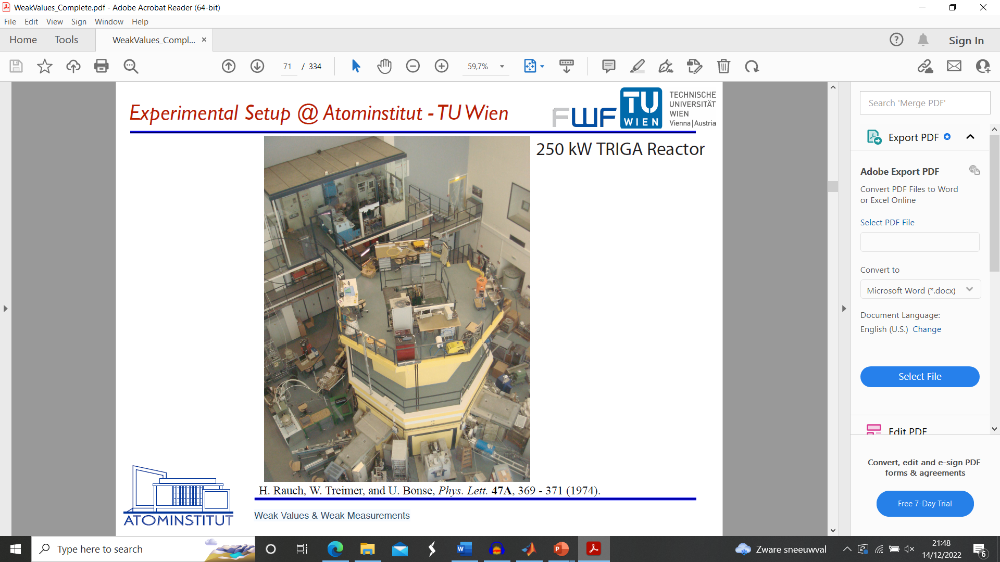 WeakValues_Complete.pdf - Adobe Acrobat Reader (64-bit)
File Edit View Sign Window Help
Home Tools WeakValues_Compl... × Sign In
71 / 334 59,7%
Experimental Setup @ Atominstitut - TU Wien
FWF
TU
WIEN
TECHNISCHE
UNIVERSITÄT
WIEN
Vienna | Austria
250 kW TRIGA Reactor
H. Rauch, W. Treimer, and U. Bonse, Phys. Lett. 47A, 369 - 371 (1974).
ATOMINSTITUT
Weak Values & Weak Measurements
Search 'Merge PDF'
Export PDF
Adobe Export PDF
Convert PDF Files to Word
or Excel Online
Select PDF File
Convert to
Microsoft Word (*.docx)
Document Language:
English (U.S.) Change
Select File
Edit PDF
Convert, edit and e-sign PDF
forms & agreements
Free 7-Day Trial
Type here to search
Zware sneeuwval
21:48
14/12/2022
6